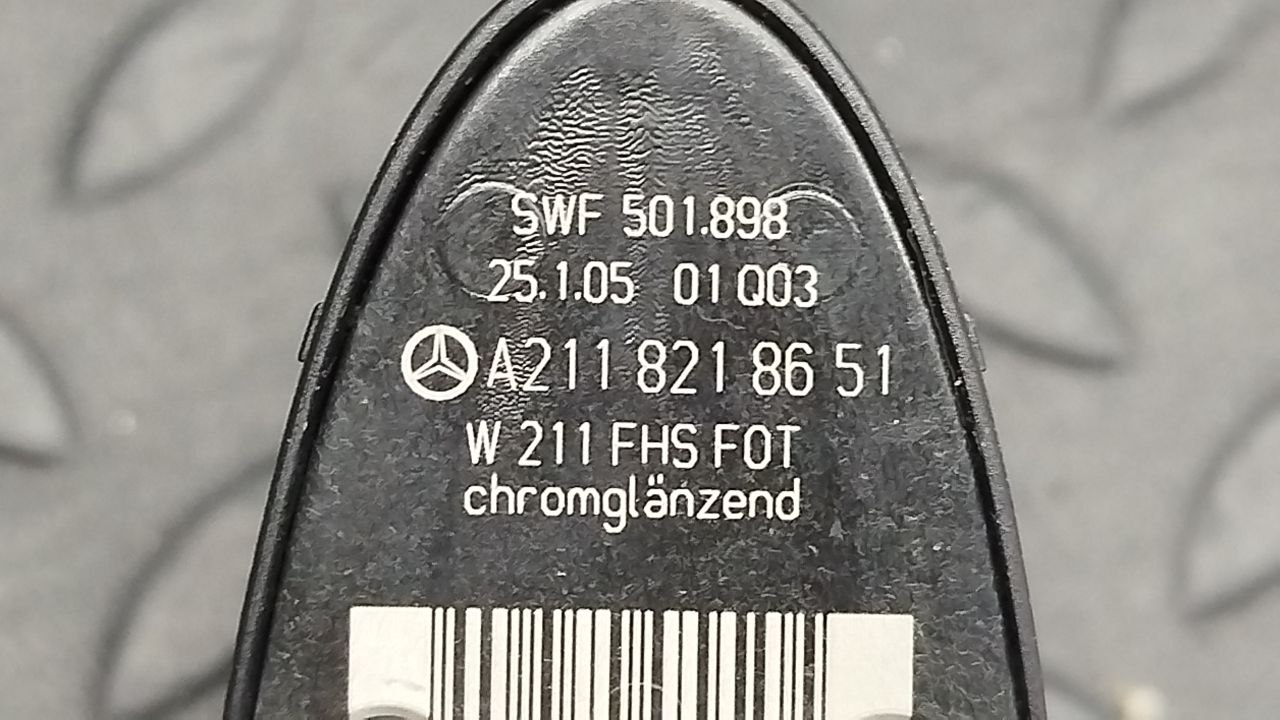 SWF 501.898
25.1.05 01 Q03
A211 821 86 51
W 211 FHS FOT
chromglänzend